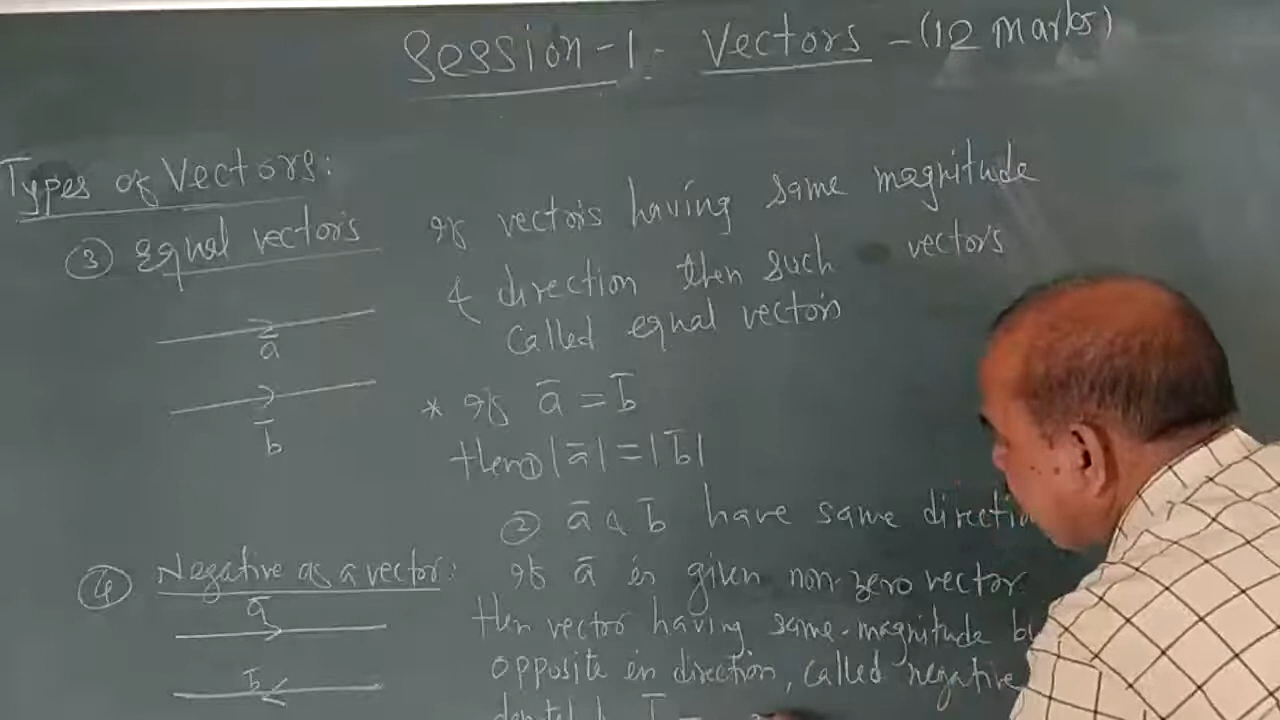 Session-1: Vectors - (12 marks)
Types of Vectors:
③ Equal vectors
If vectors having same magnitude
& direction then such vectors
called equal vectors
a̅
b̅
* If a̅ = b̅
then ① |a̅| = |b̅|
② a̅ & b̅ have same directio
④ Negative of a vector:
a̅
b̅
If a̅ is given non-zero vector
then vector having same magnitude b
opposite in direction, called negative
b̅ =